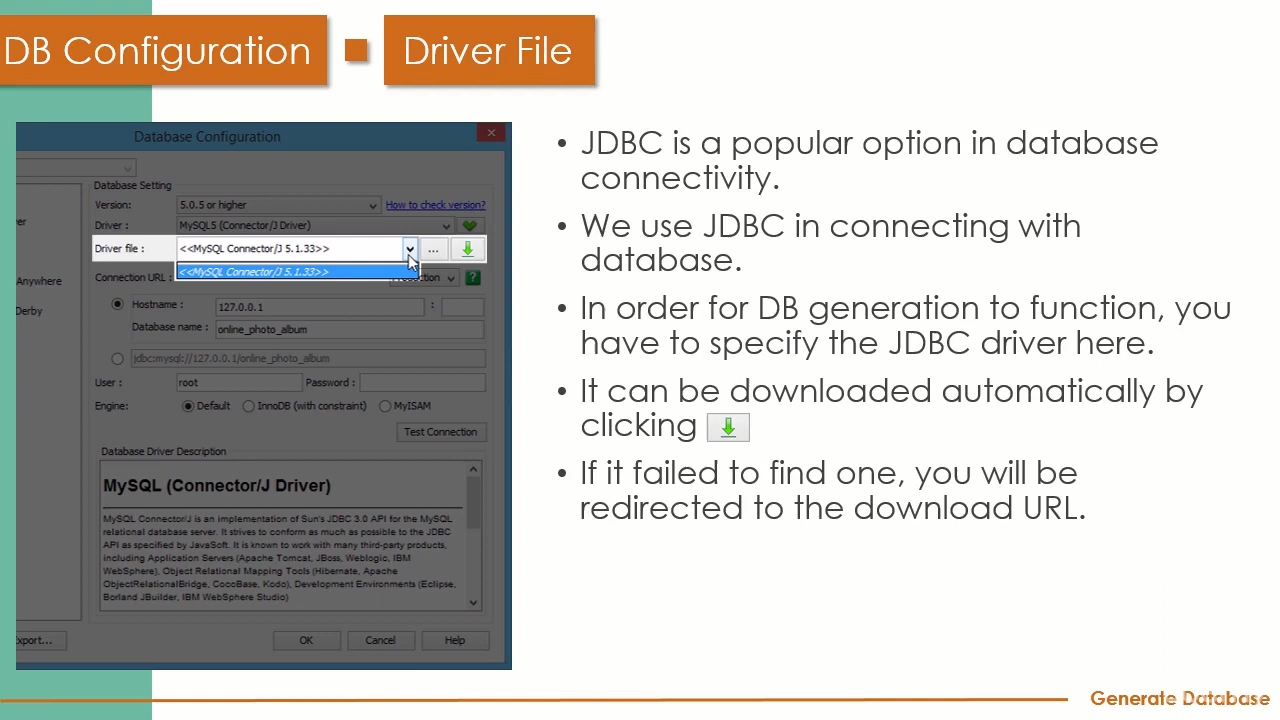 DB Configuration
Driver File
Database Configuration
Database Setting
Version: 5.0.5 or higher How to check version?
Driver : MySQL5 (Connector/J Driver)
Driver file : <<MySQL Connector/J 5.1.33>> ...
<<MySQL Connector/J 5.1.33>>
Connection URL :
Anywhere
Hostname : 127.0.0.1 :
Derby
Database name : online_photo_album
jdbc:mysql://127.0.0.1/online_photo_album
User : root Password :
Engine: Default InnoDB (with constraint) MyISAM
Test Connection
Database Driver Description
MySQL (Connector/J Driver)
MySQL Connector/J is an implementation of Sun's JDBC 3.0 API for the MySQL
relational database server. It strives to conform as much as possible to the JDBC
API as specified by JavaSoft. It is known to work with many third-party products,
including Application Servers (Apache Tomcat, JBoss, Weblogic, IBM
WebSphere), Object Relational Mapping Tools (Hibernate, Apache
ObjectRelationalBridge, CocoBase, Kodo), Development Environments (Eclipse,
Borland JBuilder, IBM WebSphere Studio)
xport... OK Cancel Help
• JDBC is a popular option in database
connectivity.
• We use JDBC in connecting with
database.
• In order for DB generation to function, you
have to specify the JDBC driver here.
• It can be downloaded automatically by
clicking
• If it failed to find one, you will be
redirected to the download URL.
Generate Database